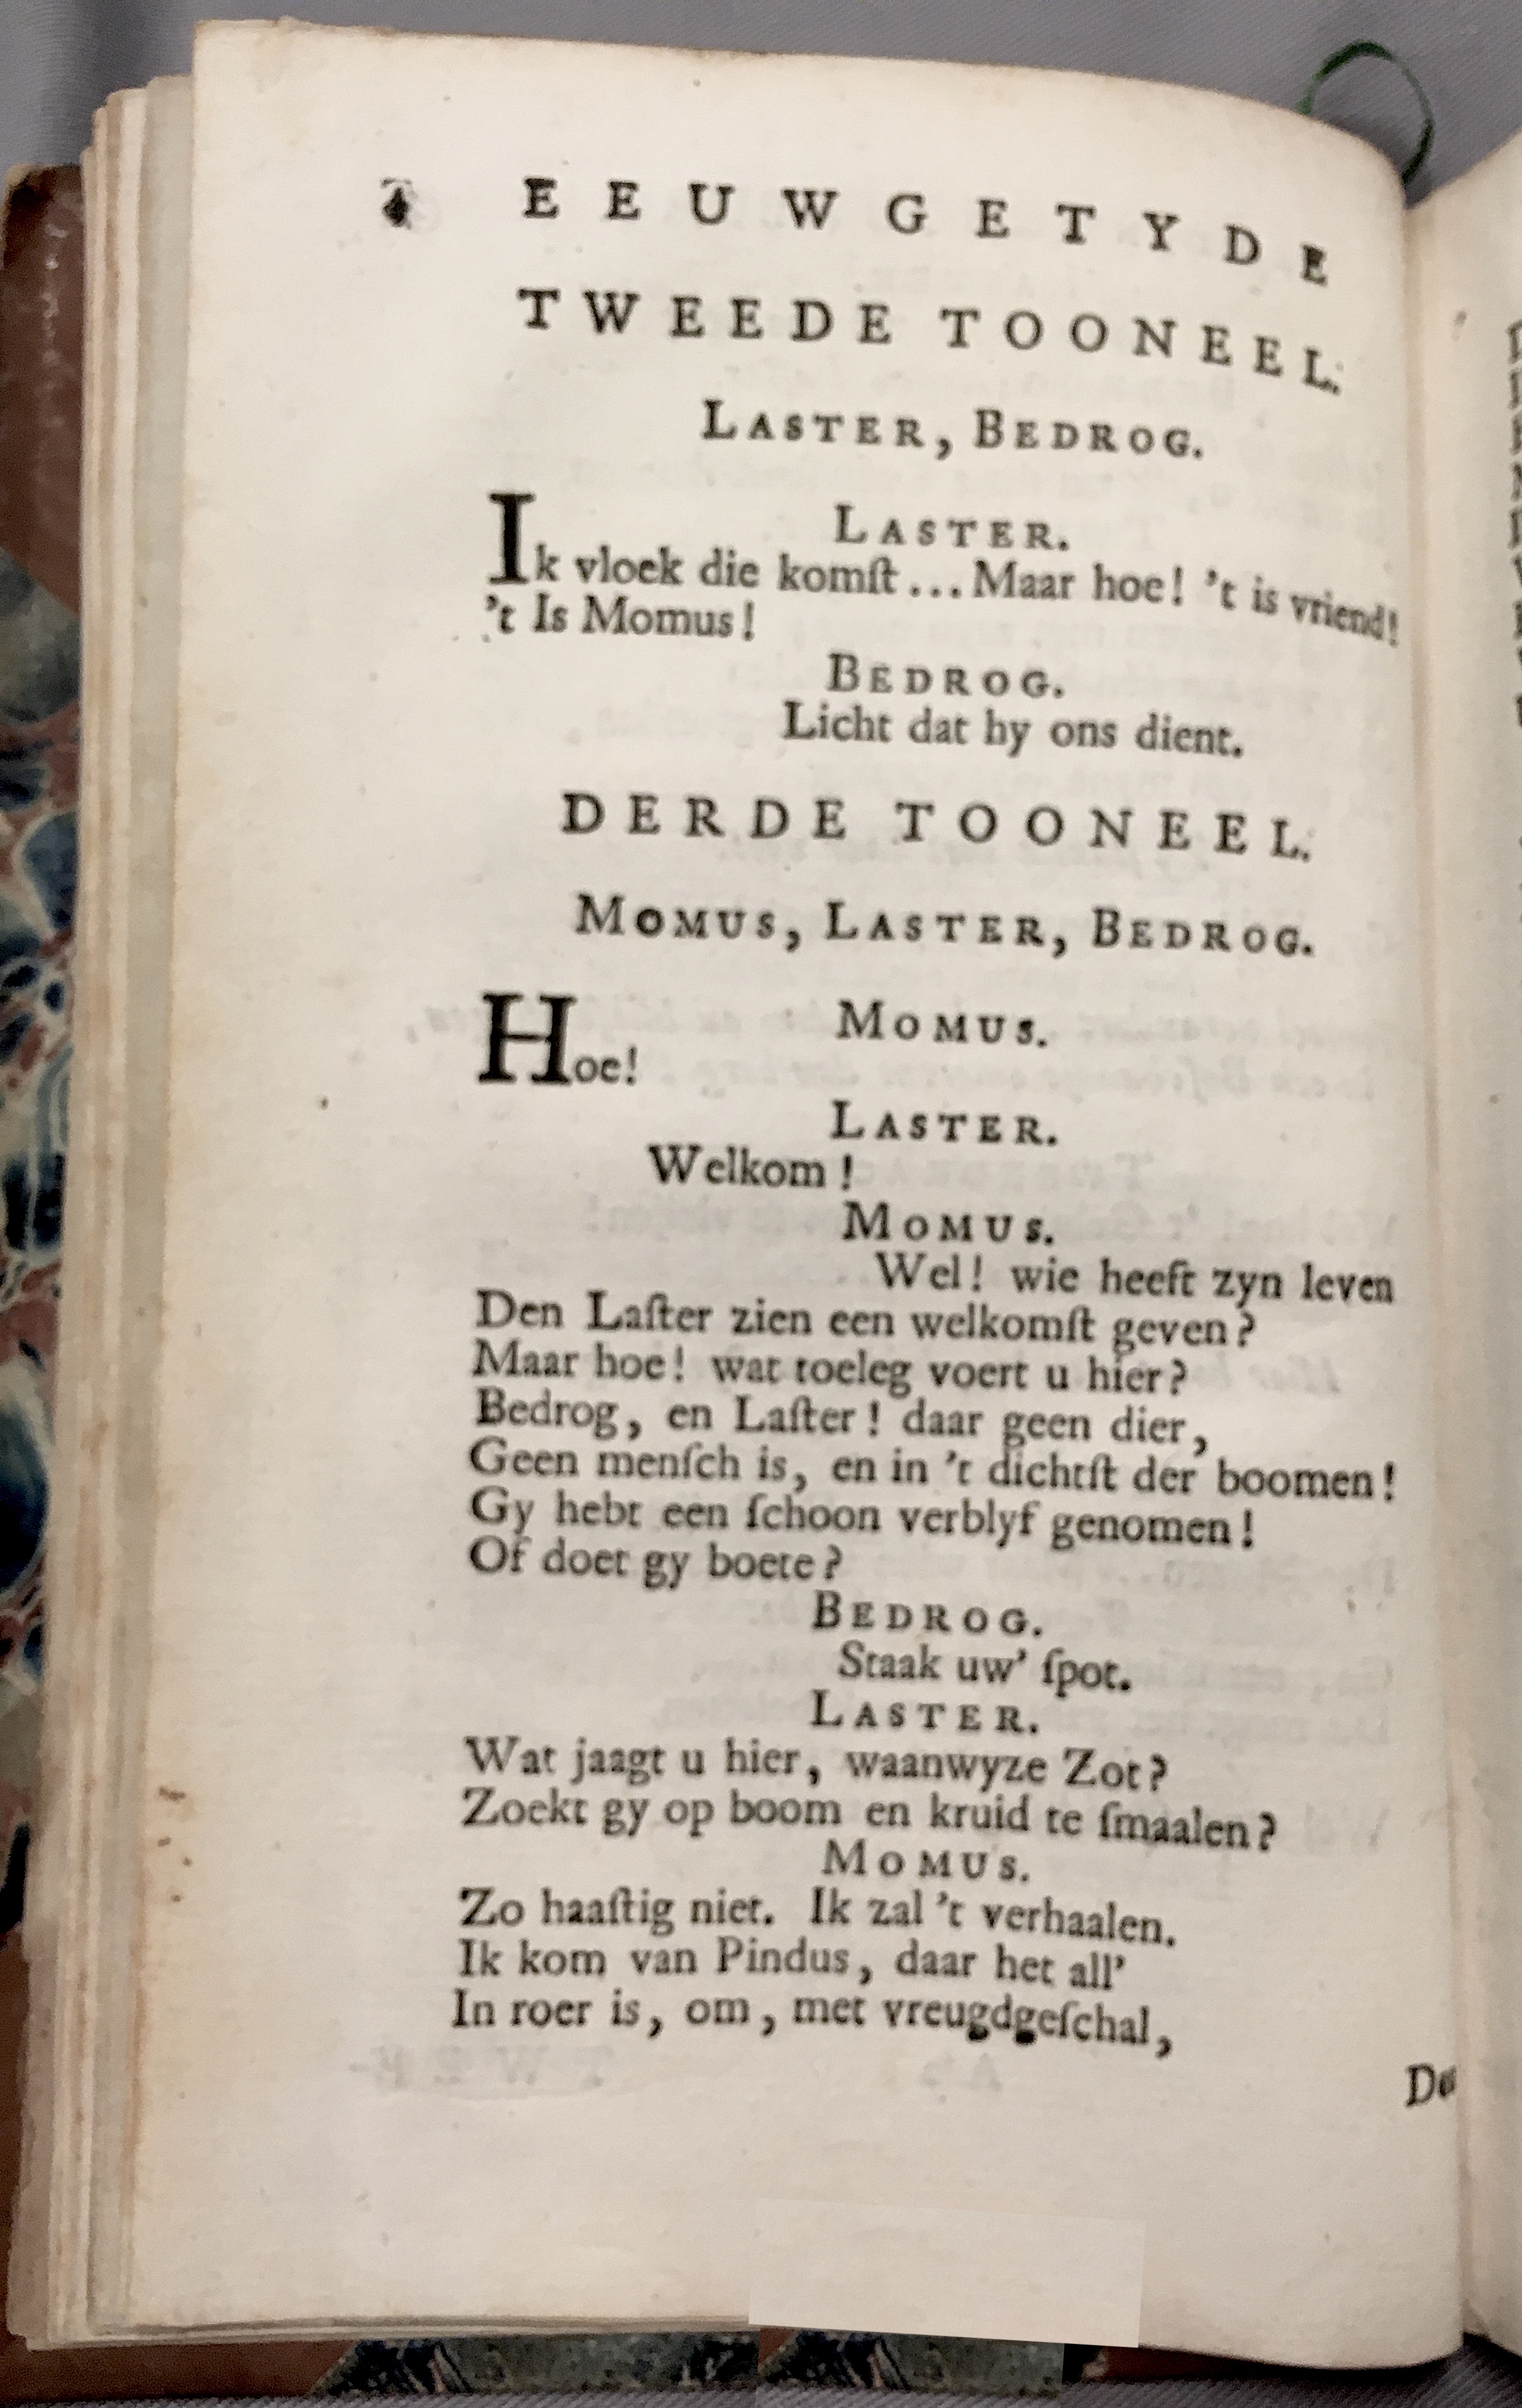 4 EEUWGETYDE
TWEEDE TOONEEL.
LASTER, BEDROG.
LASTER.
Ik vloek die komſt... Maar hoe! 't is vriend!
't Is Momus!
BEDROG.
Licht dat hy ons dient.
DERDE TOONEEL.
MOMUS, LASTER, BEDROG.
MOMUS.
Hoe!
LASTER.
Welkom!
MOMUS.
Wel! wie heeft zyn leven
Den Laſter zien een welkomſt geven?
Maar hoe! wat toeleg voert u hier?
Bedrog, en Laſter! daar geen dier,
Geen menſch is, en in 't dichtſt der boomen!
Gy hebt een ſchoon verblyf genomen!
Of doet gy boete?
BEDROG.
Staak uw' ſpot.
LASTER.
Wat jaagt u hier, waanwyze Zot?
Zoekt gy op boom en kruid te ſmaalen?
MOMUS.
Zo haaſtig niet. Ik zal 't verhaalen.
Ik kom van Pindus, daar het all'
In roer is, om, met vreugdgeſchal,